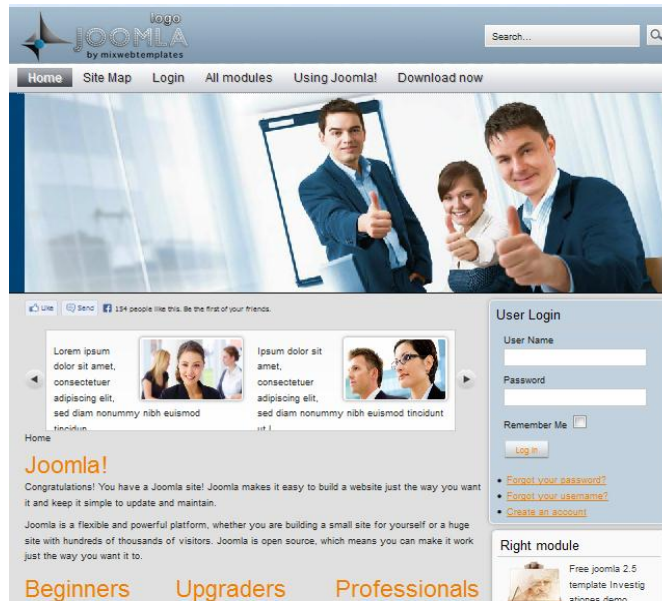 logo
JOOMLA
by mixwebtemplates
Search...
Home Site Map Login All modules Using Joomla! Download now
Like Send 154 people like this. Be the first of your friends.
Lorem ipsum
dolor sit amet,
consectetuer
adipiscing elit,
sed diam nonummy nibh euismod
tincidun
Ipsum dolor sit
amet,
consectetuer
adipiscing elit,
sed diam nonummy nibh euismod tincidunt
ut l
Home
Joomla!
Congratulations! You have a Joomla site! Joomla makes it easy to build a website just the way you want
it and keep it simple to update and maintain.
Joomla is a flexible and powerful platform, whether you are building a small site for yourself or a huge
site with hundreds of thousands of visitors. Joomla is open source, which means you can make it work
just the way you want it to.
Beginners Upgraders Professionals
User Login
User Name
Password
Remember Me
Log in
Forgot your password?
Forgot your username?
Create an account
Right module
Free joomla 2.5
template Investig
ationes demo